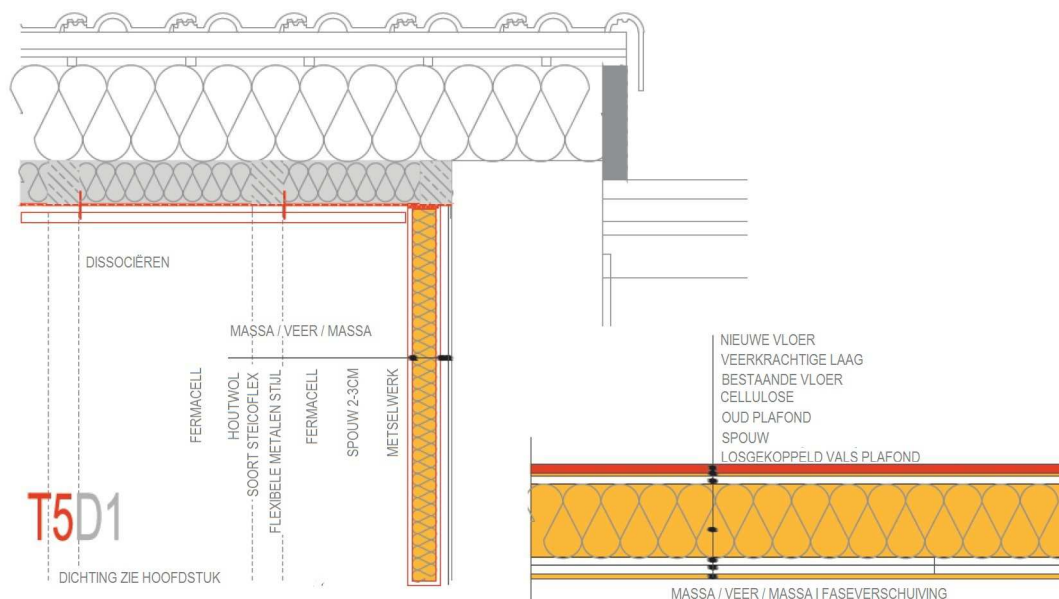 DISSOCIËREN
MASSA / VEER / MASSA
FERMACELL
HOUTWOL
SOORT STEICOFLEX
FLEXIBELE METALEN STIJL
FERMACELL
SPOUW 2-3CM
METSELWERK
T5D1
DICHTING ZIE HOOFDSTUK
NIEUWE VLOER
VEERKRACHTIGE LAAG
BESTAANDE VLOER
CELLULOSE
OUD PLAFOND
SPOUW
LOSGEKOPPELD VALS PLAFOND
MASSA / VEER / MASSA I FASEVERSCHUIVING